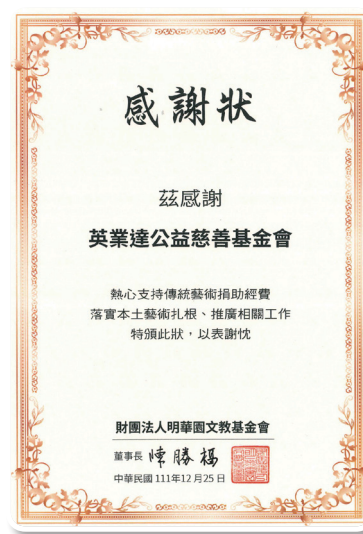 感謝狀
茲感謝
英業達公益慈善基金會
熱心支持傳統藝術捐助經費
落實本土藝術扎根、推廣相關工作
特頒此狀，以表謝忱
財團法人明華園文教基金會
董事長 陳勝福
中華民國 111年12月25日